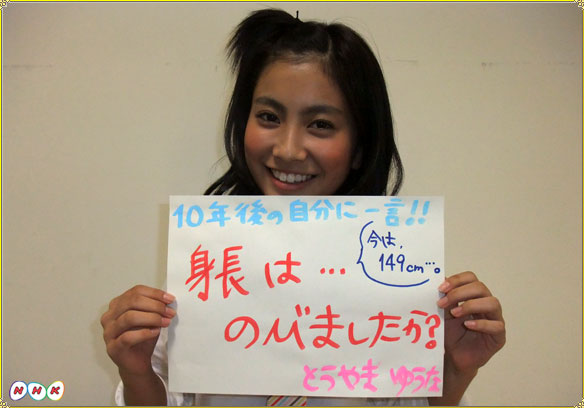 10年後の自分に一言!!
身長は…
今は、
149cm…。
のびましたか?
とうやま ゆうな
NHK